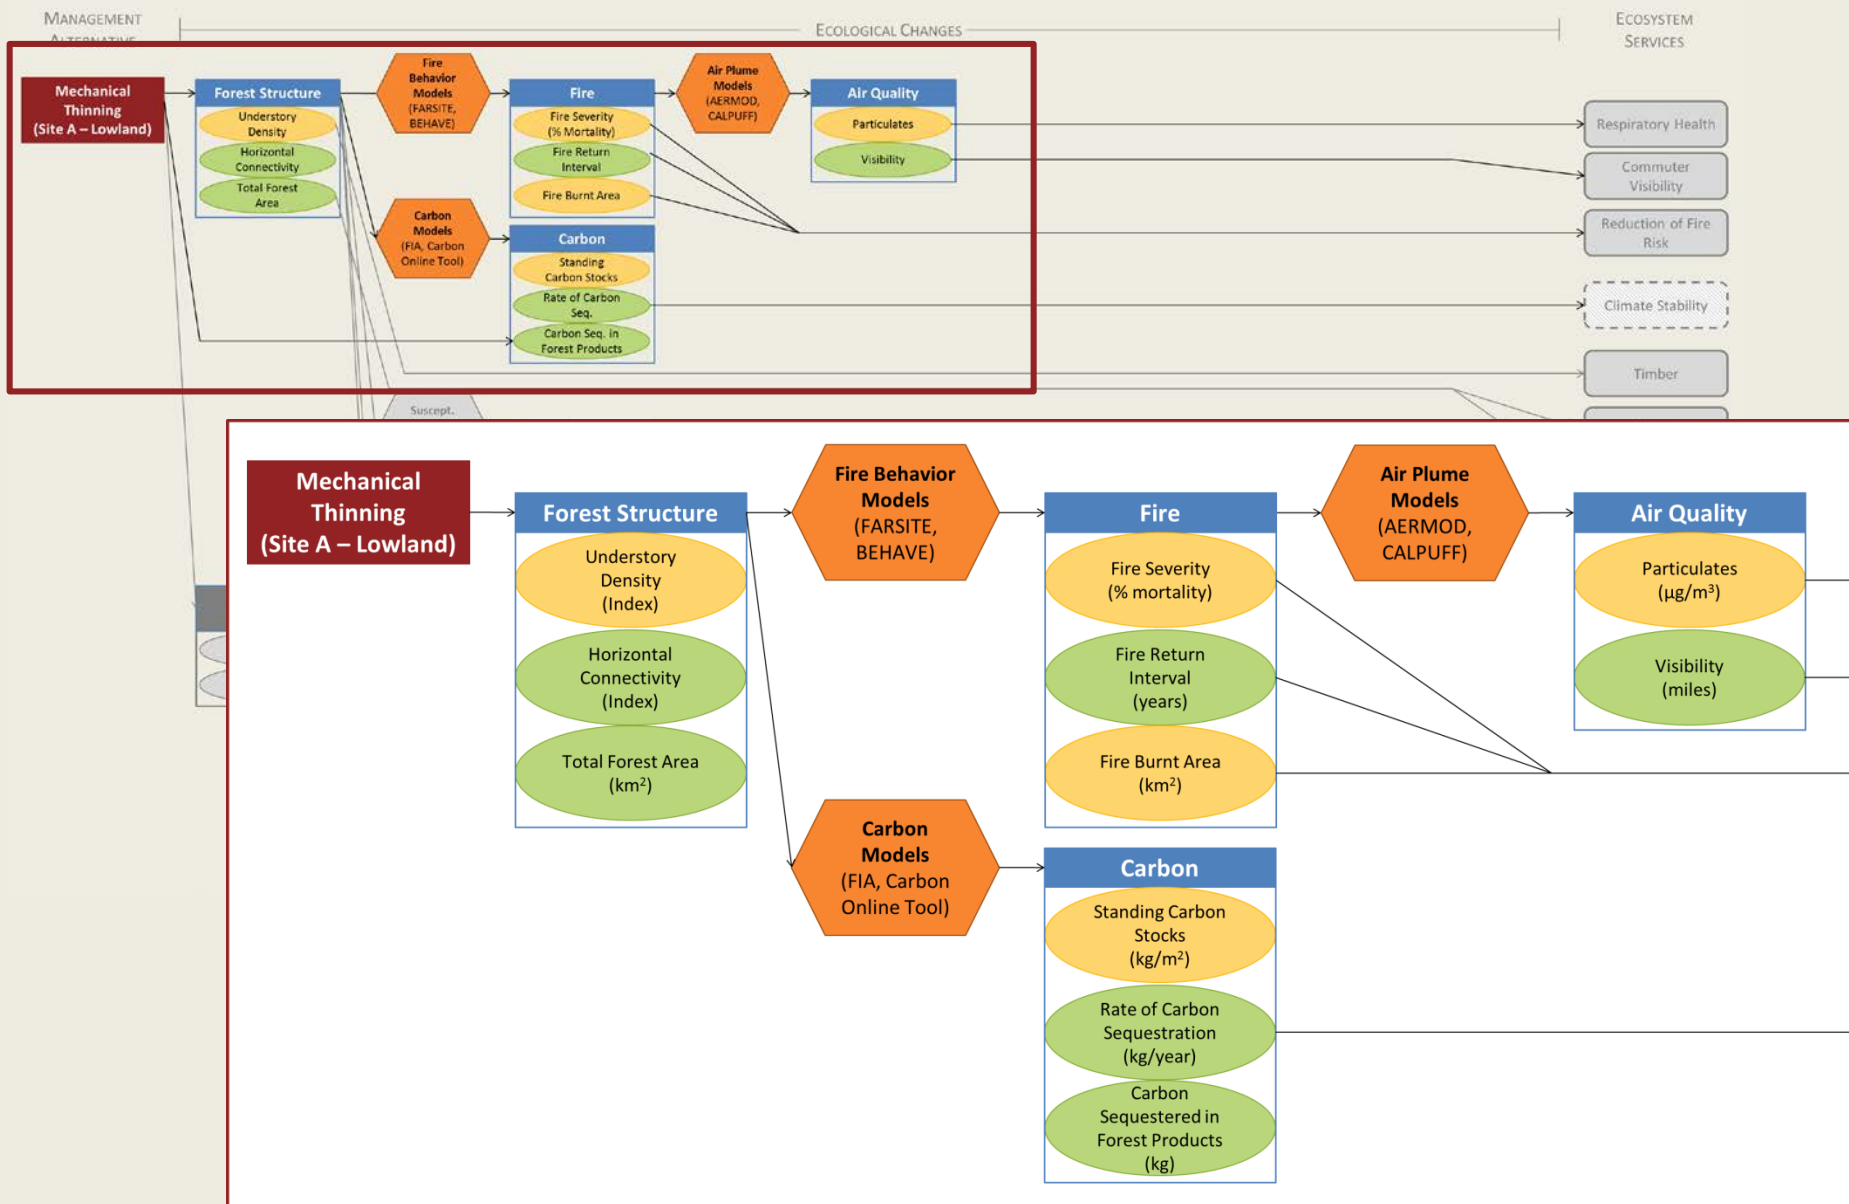 MANAGEMENT
ALTERNATIVE
ECOLOGICAL CHANGES
ECOSYSTEM
SERVICES
Mechanical
Thinning
(Site A – Lowland)
Forest Structure
Understory
Density
Horizontal
Connectivity
Total Forest
Area
Fire
Behavior
Models
(FARSITE,
BEHAVE)
Fire
Fire Severity
(% Mortality)
Fire Return
Interval
Fire Burnt Area
Air Plume
Models
(AERMOD,
CALPUFF)
Air Quality
Particulates
Visibility
Carbon
Models
(FIA, Carbon
Online Tool)
Carbon
Standing
Carbon Stocks
Rate of Carbon
Seq.
Carbon Seq. in
Forest Products
Respiratory Health
Commuter
Visibility
Reduction of Fire
Risk
Climate Stability
Timber
Suscept.
Mechanical
Thinning
(Site A – Lowland)
Forest Structure
Understory
Density
(Index)
Horizontal
Connectivity
(Index)
Total Forest Area
(km²)
Fire Behavior
Models
(FARSITE,
BEHAVE)
Fire
Fire Severity
(% mortality)
Fire Return
Interval
(years)
Fire Burnt Area
(km²)
Air Plume
Models
(AERMOD,
CALPUFF)
Air Quality
Particulates
(µg/m³)
Visibility
(miles)
Carbon
Models
(FIA, Carbon
Online Tool)
Carbon
Standing Carbon
Stocks
(kg/m²)
Rate of Carbon
Sequestration
(kg/year)
Carbon
Sequestered in
Forest Products
(kg)